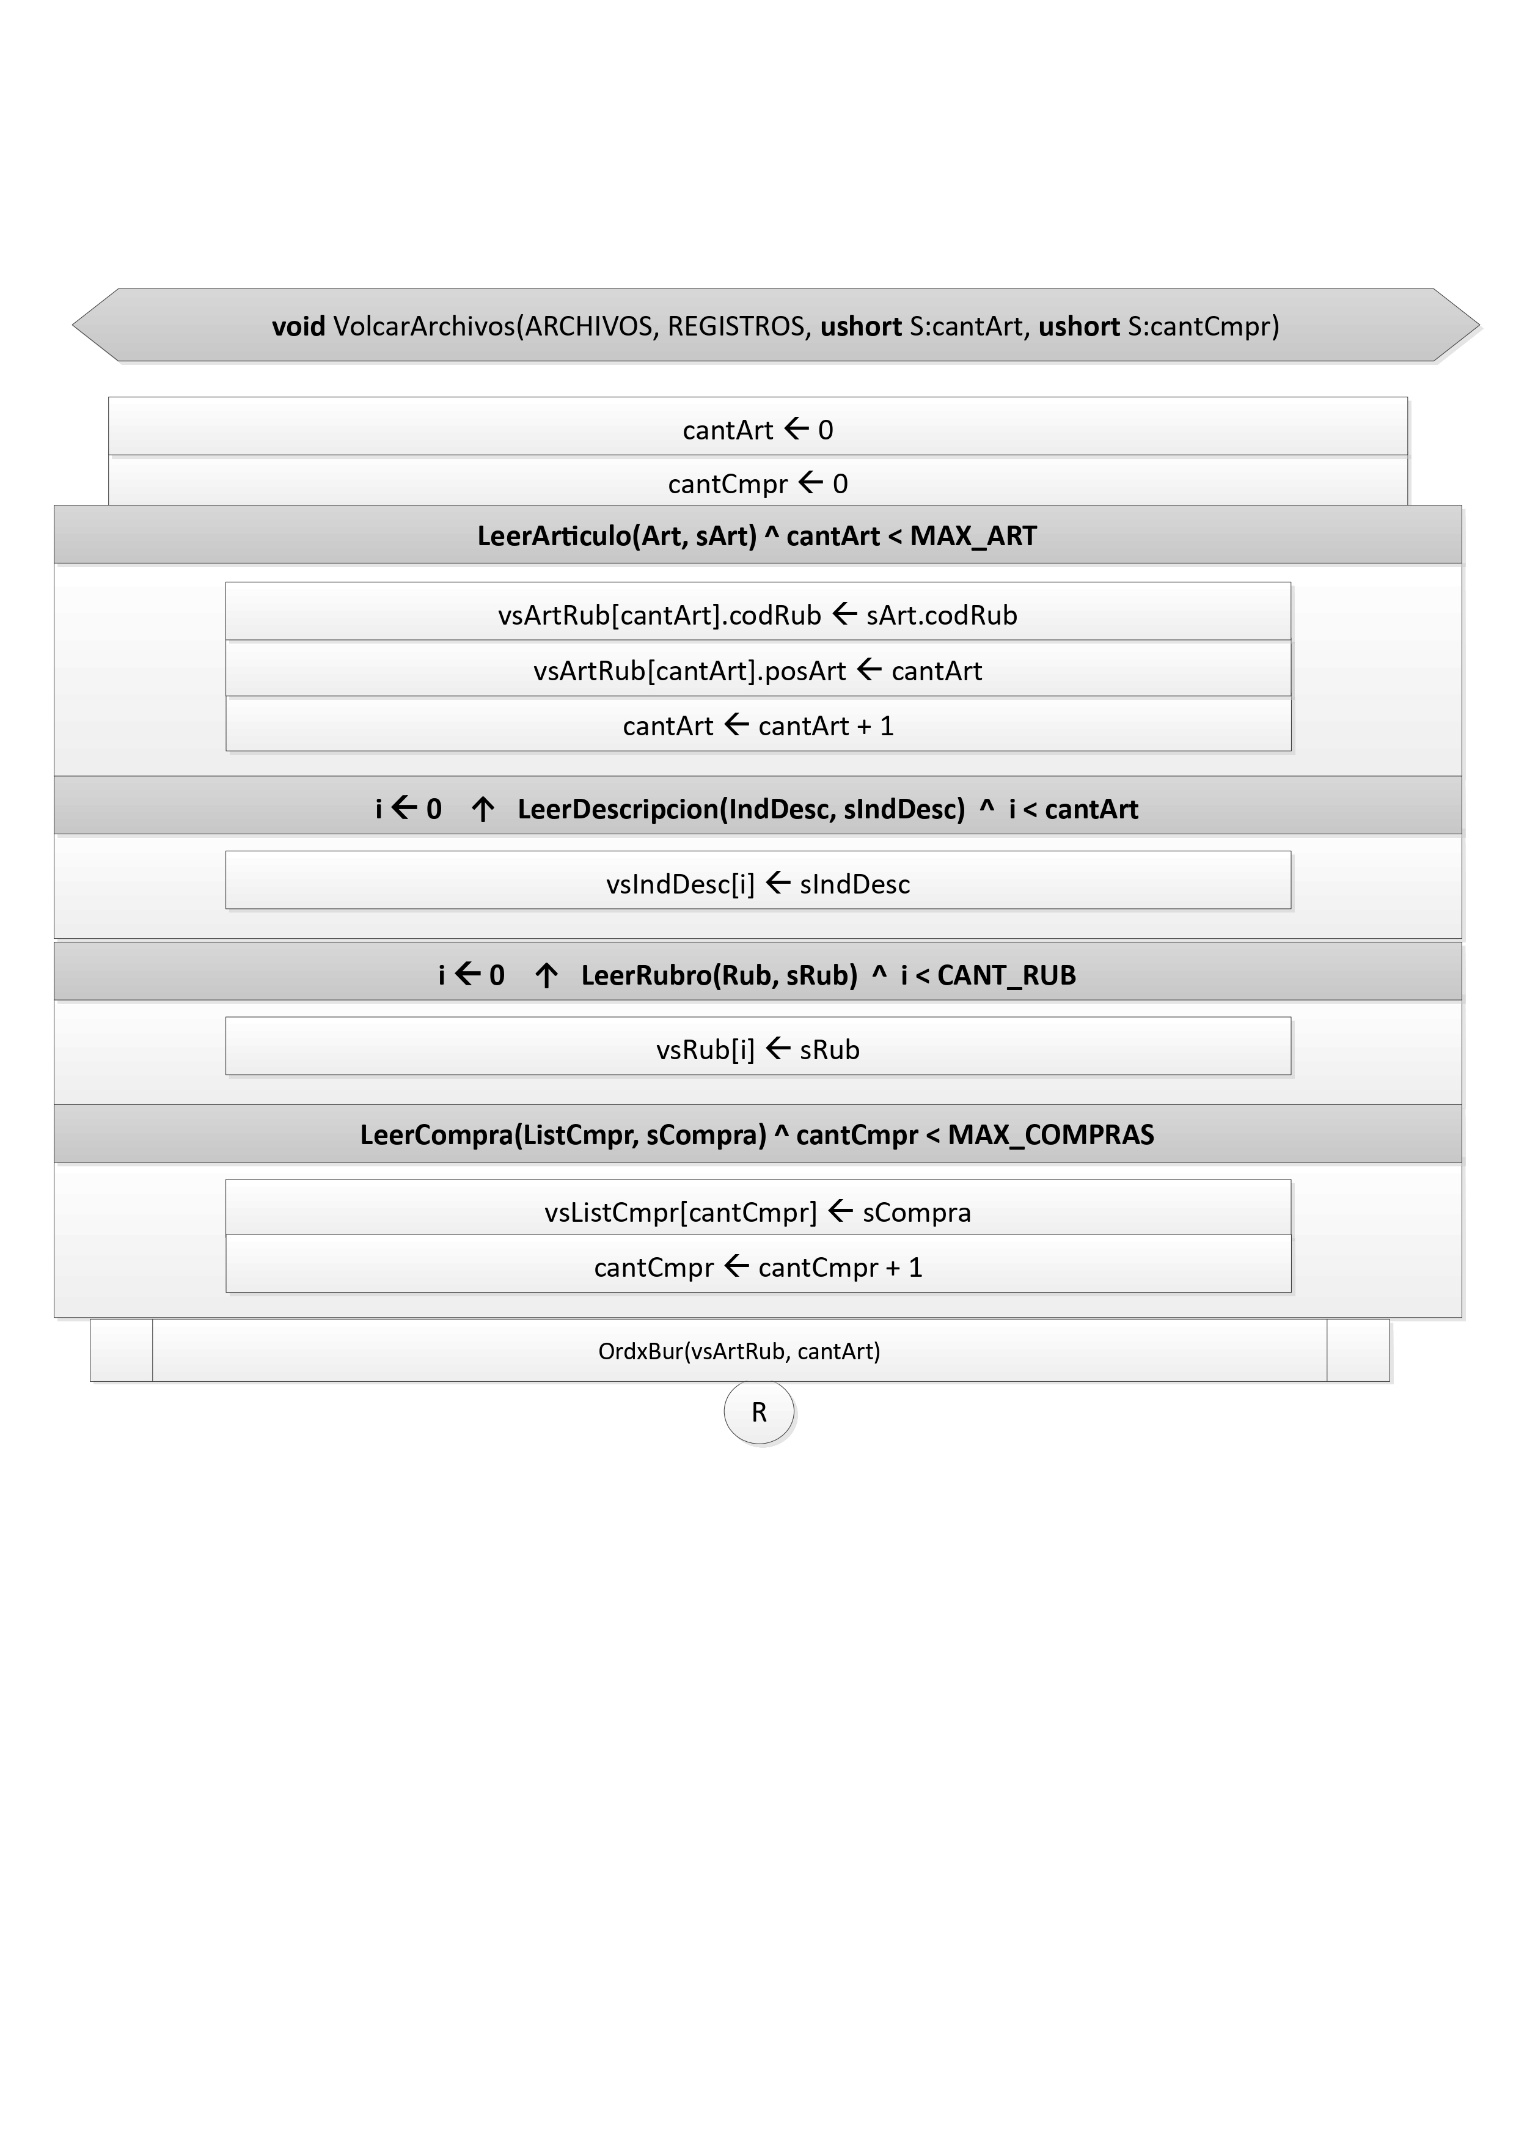 void VolcarArchivos(ARCHIVOS, REGISTROS, ushort S:cantArt, ushort S:cantCmpr)
cantArt ← 0
cantCmpr ← 0
LeerArticulo(Art, sArt) ^ cantArt < MAX_ART
vsArtRub[cantArt].codRub ← sArt.codRub
vsArtRub[cantArt].posArt ← cantArt
cantArt ← cantArt + 1
i ← 0 ↑ LeerDescripcion(IndDesc, sIndDesc) ^ i < cantArt
vsIndDesc[i] ← sIndDesc
i ← 0 ↑ LeerRubro(Rub, sRub) ^ i < CANT_RUB
vsRub[i] ← sRub
LeerCompra(ListCmpr, sCompra) ^ cantCmpr < MAX_COMPRAS
vsListCmpr[cantCmpr] ← sCompra
cantCmpr ← cantCmpr + 1
OrdxBur(vsArtRub, cantArt)
R